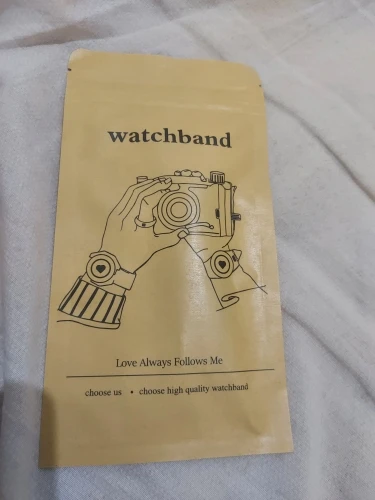 watchband
Love Always Follows Me
choose us • choose high quality watchband